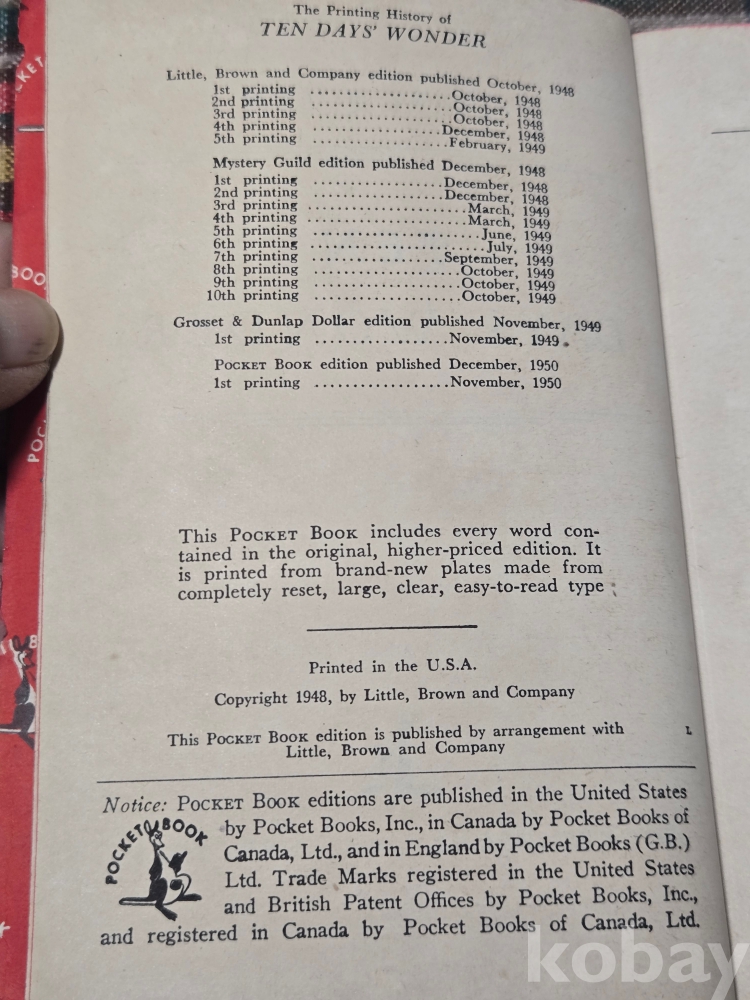 The Printing History of
TEN DAYS' WONDER
Little, Brown and Company edition published October, 1948
1st printing ....................October, 1948
2nd printing ....................October, 1948
3rd printing ....................October, 1948
4th printing ..................December, 1948
5th printing ...................February, 1949
Mystery Guild edition published December, 1948
1st printing ..................December, 1948
2nd printing ..................December, 1948
3rd printing ......................March, 1949
4th printing ......................March, 1949
5th printing .......................June, 1949
6th printing ........................July, 1949
7th printing ..................September, 1949
8th printing ....................October, 1949
9th printing ....................October, 1949
10th printing ....................October, 1949
Grosset & Dunlap Dollar edition published November, 1949
1st printing ..................November, 1949.
POCKET BOOK edition published December, 1950
1st printing ..................November, 1950
This POCKET BOOK includes every word con-
tained in the original, higher-priced edition. It
is printed from brand-new plates made from
completely reset, large, clear, easy-to-read type
Printed in the U.S.A.
Copyright 1948, by Little, Brown and Company
This POCKET BOOK edition is published by arrangement with
Little, Brown and Company
L
Notice: POCKET BOOK editions are published in the United States
by Pocket Books, Inc., in Canada by Pocket Books of
Canada, Ltd., and in England by Pocket Books (G.B.)
Ltd. Trade Marks registered in the United States
and British Patent Offices by Pocket Books, Inc.,
and registered in Canada by Pocket Books of Canada, Ltd.
POCKET BOOK
kobay